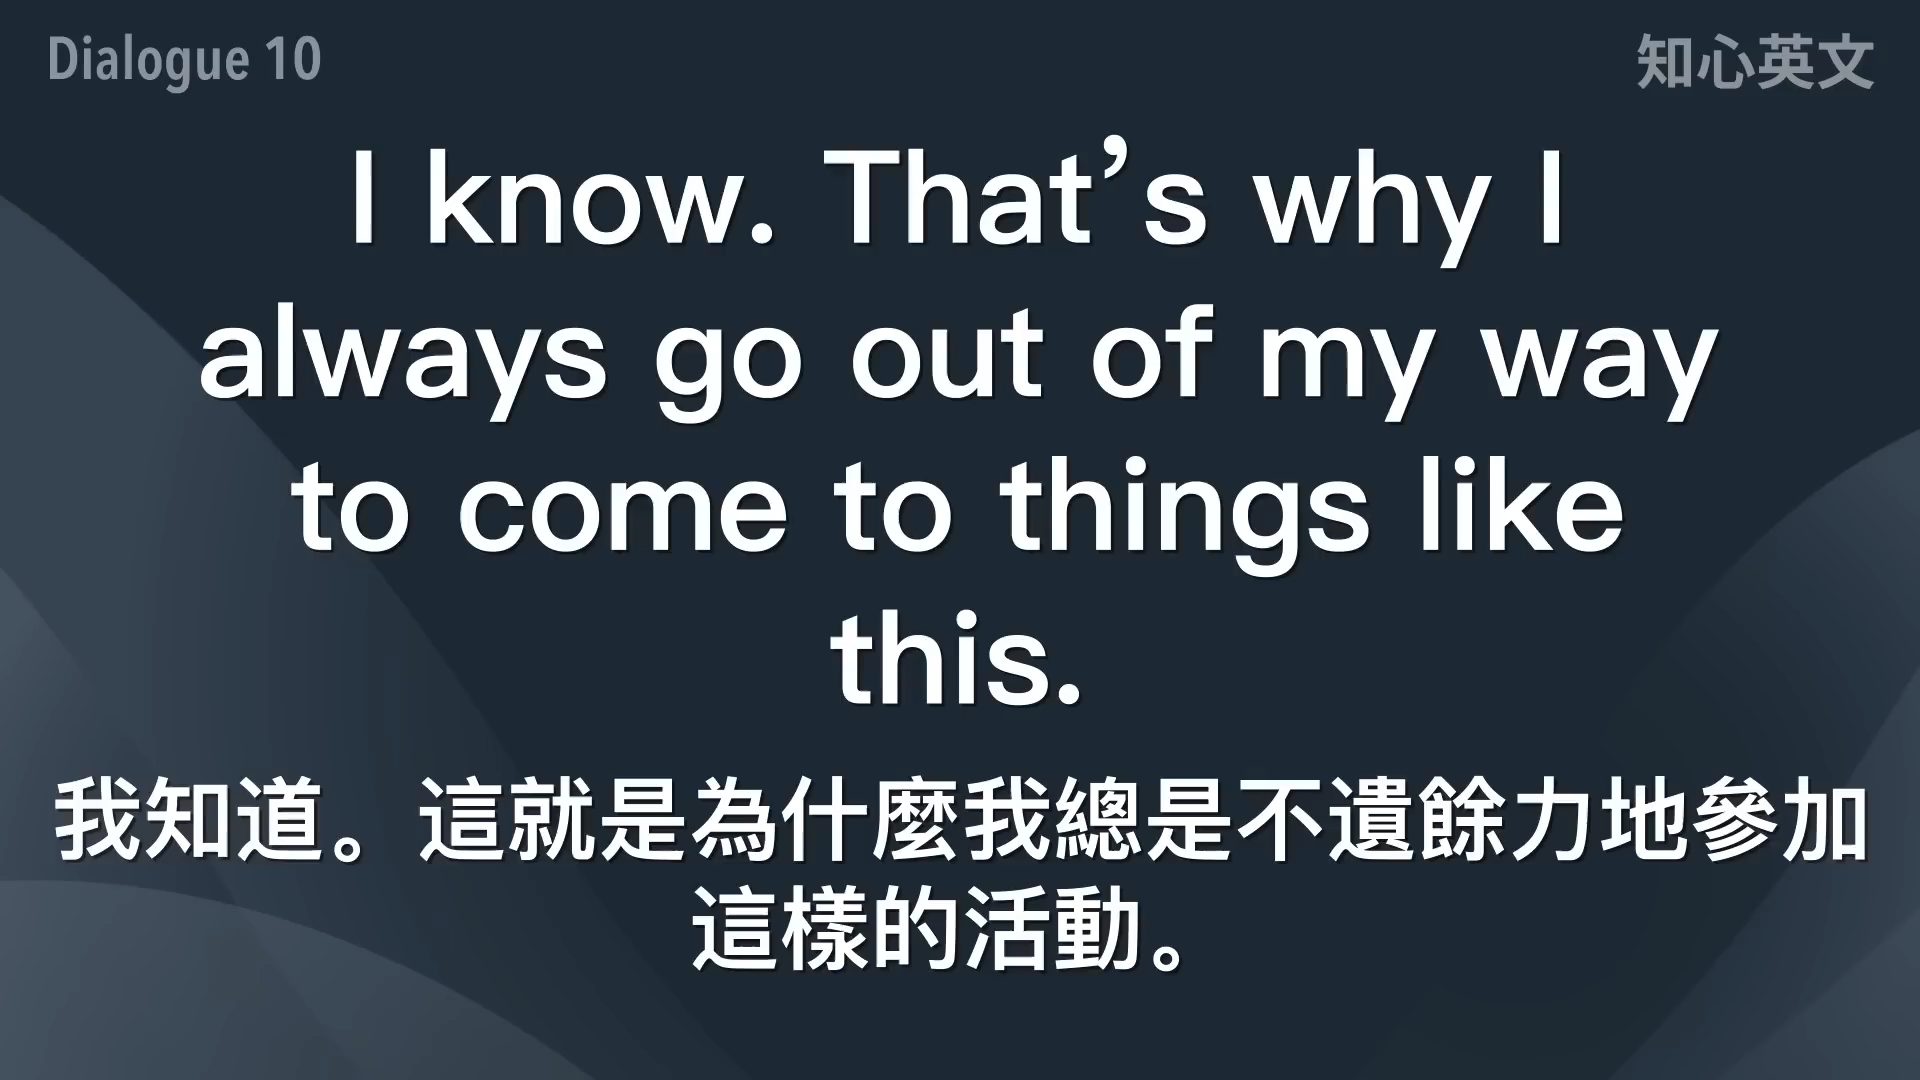 Dialogue 10
知心英文
I know. That’s why I
always go out of my way
to come to things like
this.
我知道。這就是為什麼我總是不遺餘力地參加
這樣的活動。